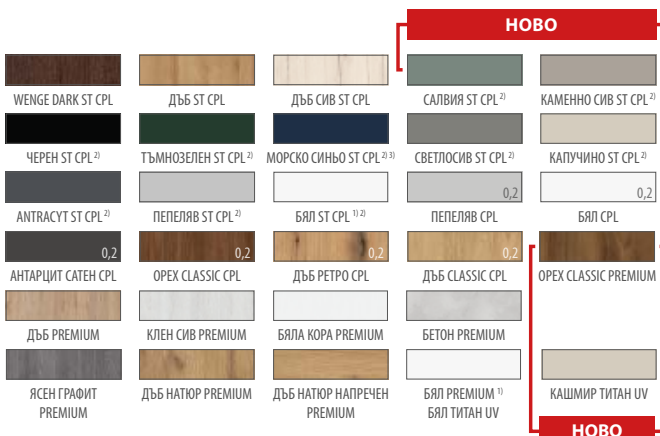 НОВО
WENGE DARK ST CPL ДЪБ ST CPL ДЪБ СИВ ST CPL САЛВИЯ ST CPL 2) КАМЕННО СИВ ST CPL 2)
ЧЕРЕН ST CPL 2) ТЪМНОЗЕЛЕН ST CPL 2) МОРСКО СИНЬО ST CPL 2) 3) СВЕТЛОСИВ ST CPL 2) КАПУЧИНО ST CPL 2)
0,2 0,2
ANTRACYT ST CPL 2) ПЕПЕЛЯВ ST CPL 2) БЯЛ ST CPL 1) 2) ПЕПЕЛЯВ CPL БЯЛ CPL
0,2 0,2 0,2 0,2
АНТАРЦИТ САТЕН CPL ОРЕХ CLASSIC CPL ДЪБ РЕТРО CPL ДЪБ CLASSIC CPL ОРЕХ CLASSIC PREMIUM
ДЪБ PREMIUM КЛЕН СИВ PREMIUM БЯЛА КОРА PREMIUM БЕТОН PREMIUM
ЯСЕН ГРАФИТ ДЪБ НАТЮР PREMIUM ДЪБ НАТЮР НАПРЕЧЕН БЯЛ PREMIUM 1) КАШМИР ТИТАН UV
PREMIUM PREMIUM БЯЛ ТИТАН UV
НОВО